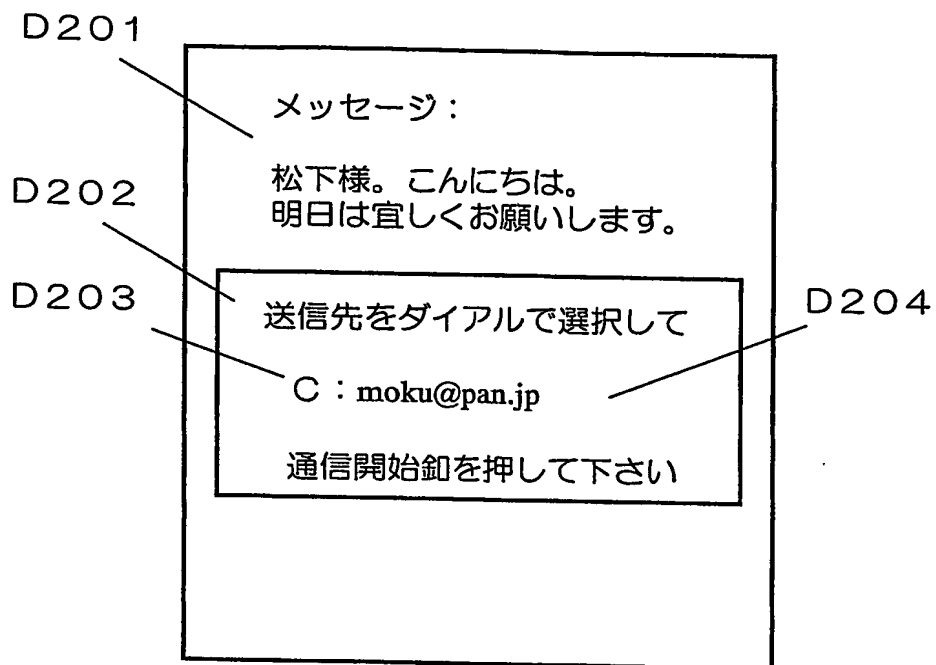 D201
メッセージ：
松下様。こんにちは。
明日は宜しくお願いします。
D202
D203
D204
送信先をダイアルで選択して
C：moku@pan.jp
通信開始釦を押して下さい